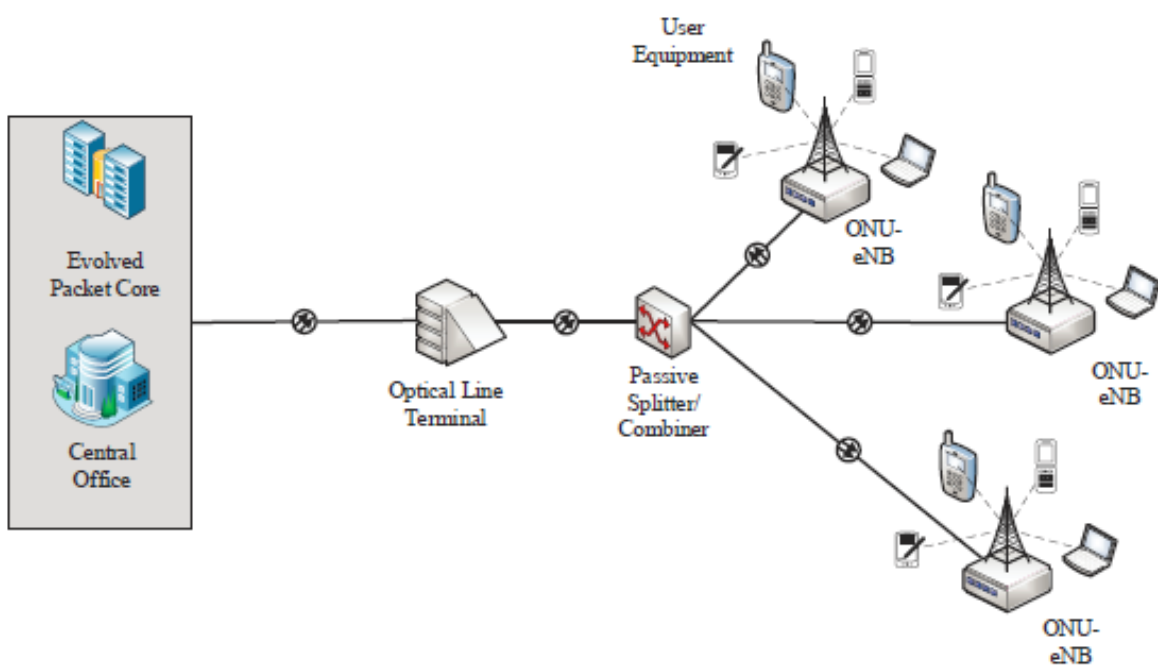 User
Equipment
Evolved
Packet Core
Central
Office
Optical Line
Terminal
Passive
Splitter/
Combiner
ONU-
eNB
ONU-
eNB
ONU-
eNB